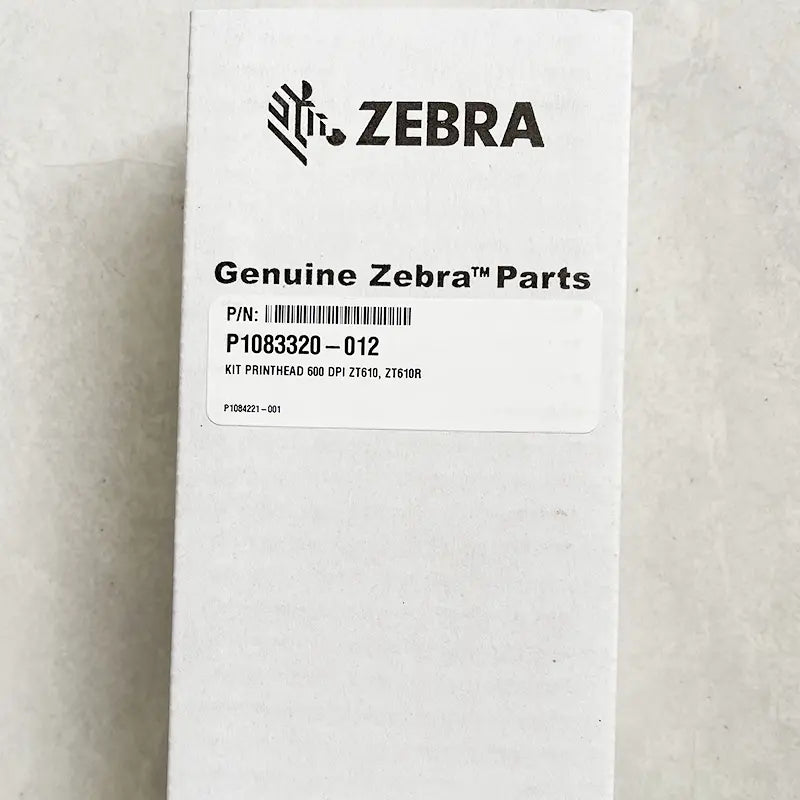 ZEBRA
Genuine Zebra™ Parts
P/N:
P1083320-012
KIT PRINTHEAD 600 DPI ZT610, ZT610R
P1084221-001